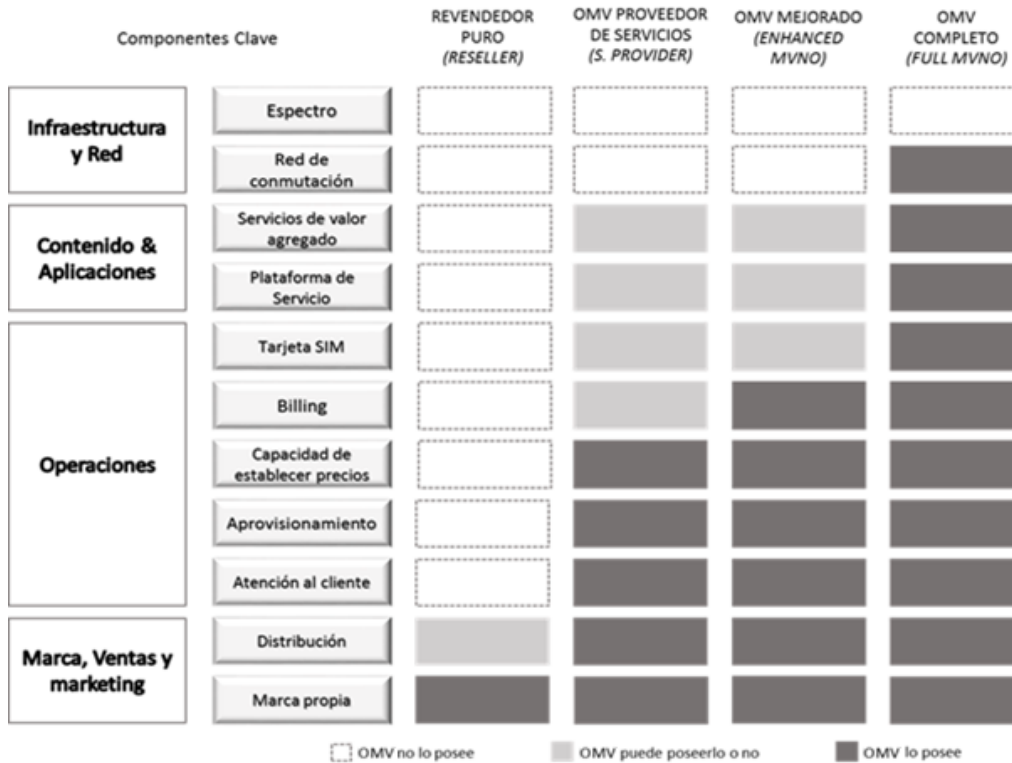 Componentes Clave
REVENDEDOR
PURO
(RESELLER)
OMV PROVEEDOR
DE SERVICIOS
(S. PROVIDER)
OMV MEJORADO
(ENHANCED
MVNO)
OMV
COMPLETO
(FULL MVNO)
Infraestructura
y Red
Espectro
Red de
conmutación
Contenido &
Aplicaciones
Servicios de valor
agregado
Plataforma de
Servicio
Operaciones
Tarjeta SIM
Billing
Capacidad de
establecer precios
Aprovisionamiento
Atención al cliente
Marca, Ventas y
marketing
Distribución
Marca propia
OMV no lo posee
OMV puede poseerlo o no
OMV lo posee